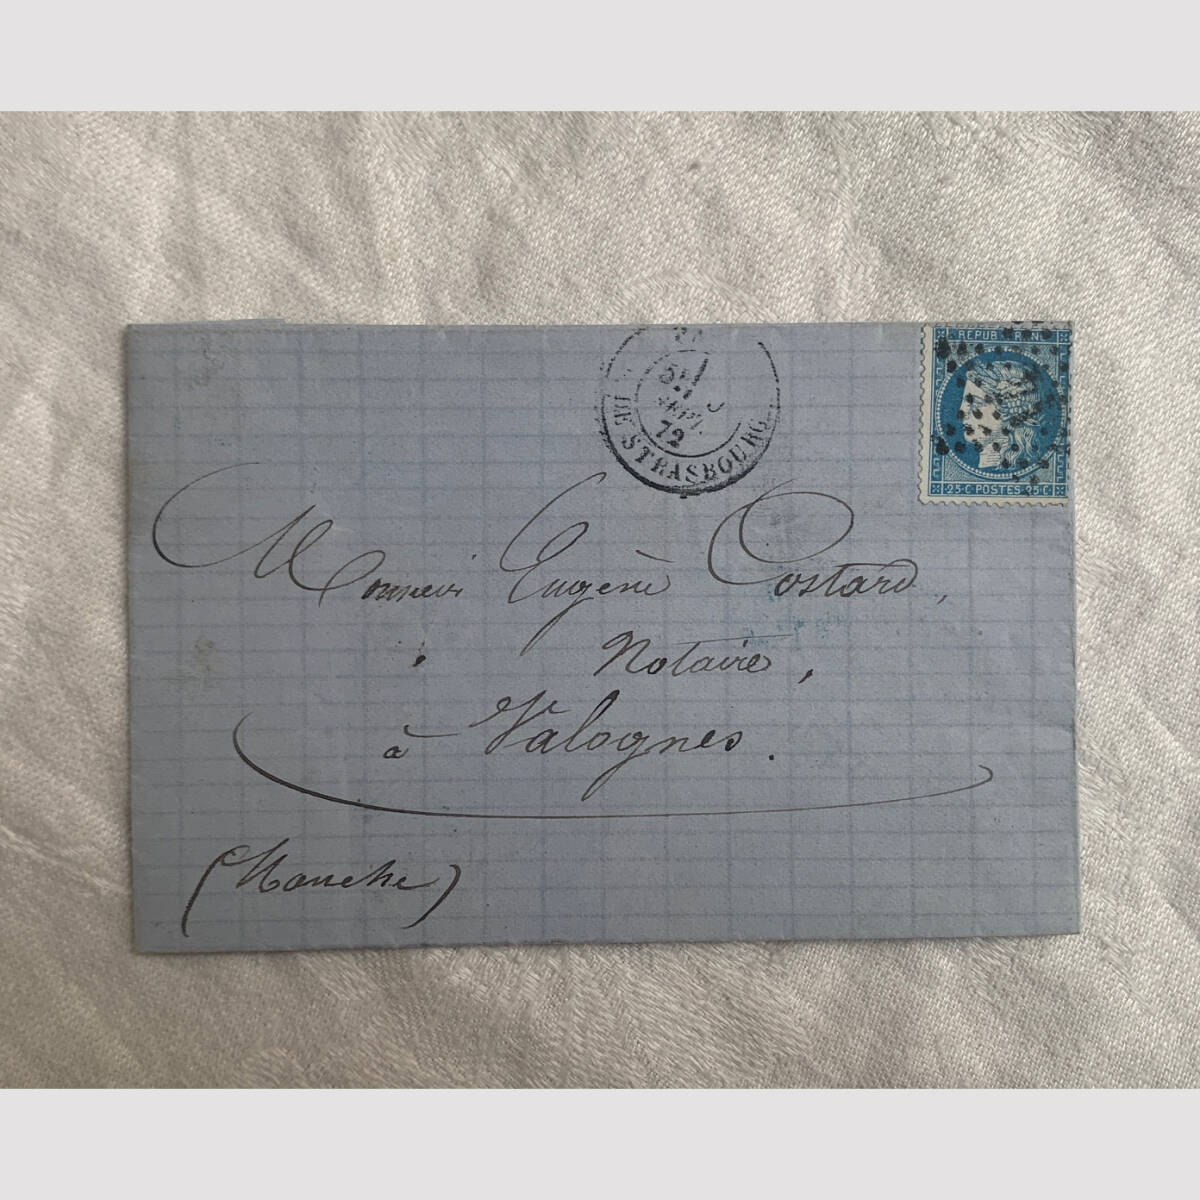 REPUB FRANC
72
DE STRASBOURG
25 C POSTES 25 C
Monsieur Eugène Costard,
Notaire,
à Valognes.
(Manche)